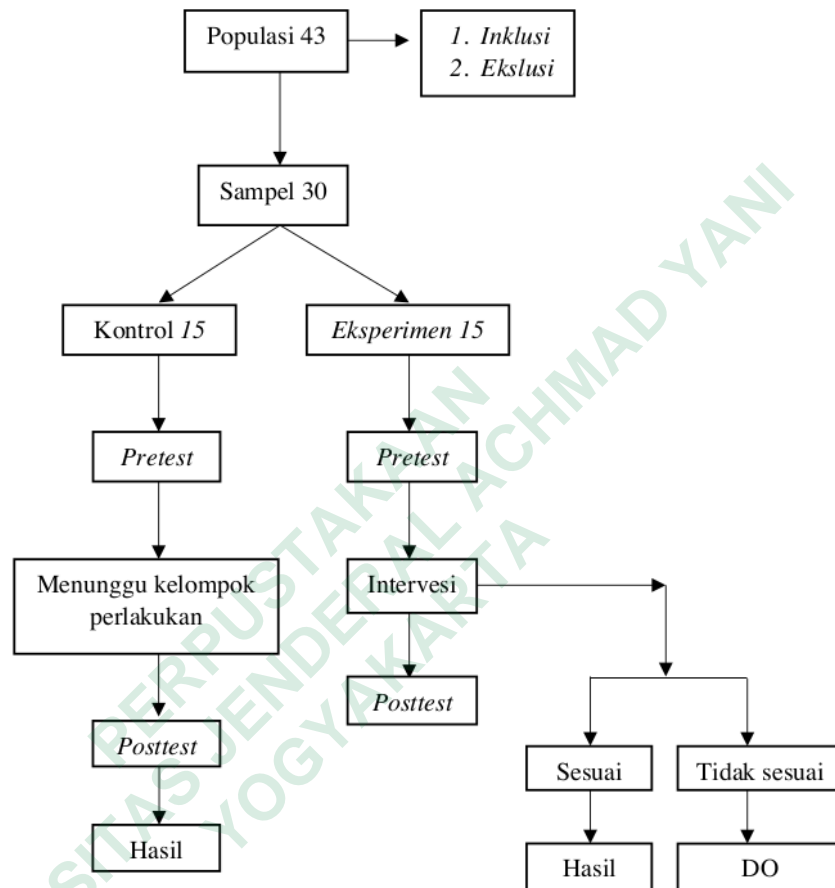 Populasi 43
1. Inklusi
2. Ekslusi
Sampel 30
Kontrol 15
Eksperimen 15
Pretest
Pretest
Menunggu kelompok
perlakukan
Intervesi
Posttest
Posttest
Sesuai
Tidak sesuai
Hasil
Hasil
DO
PERPUSTAKAAN
SITAS JENDERAL ACHMAD YANI
YOGYAKARTA